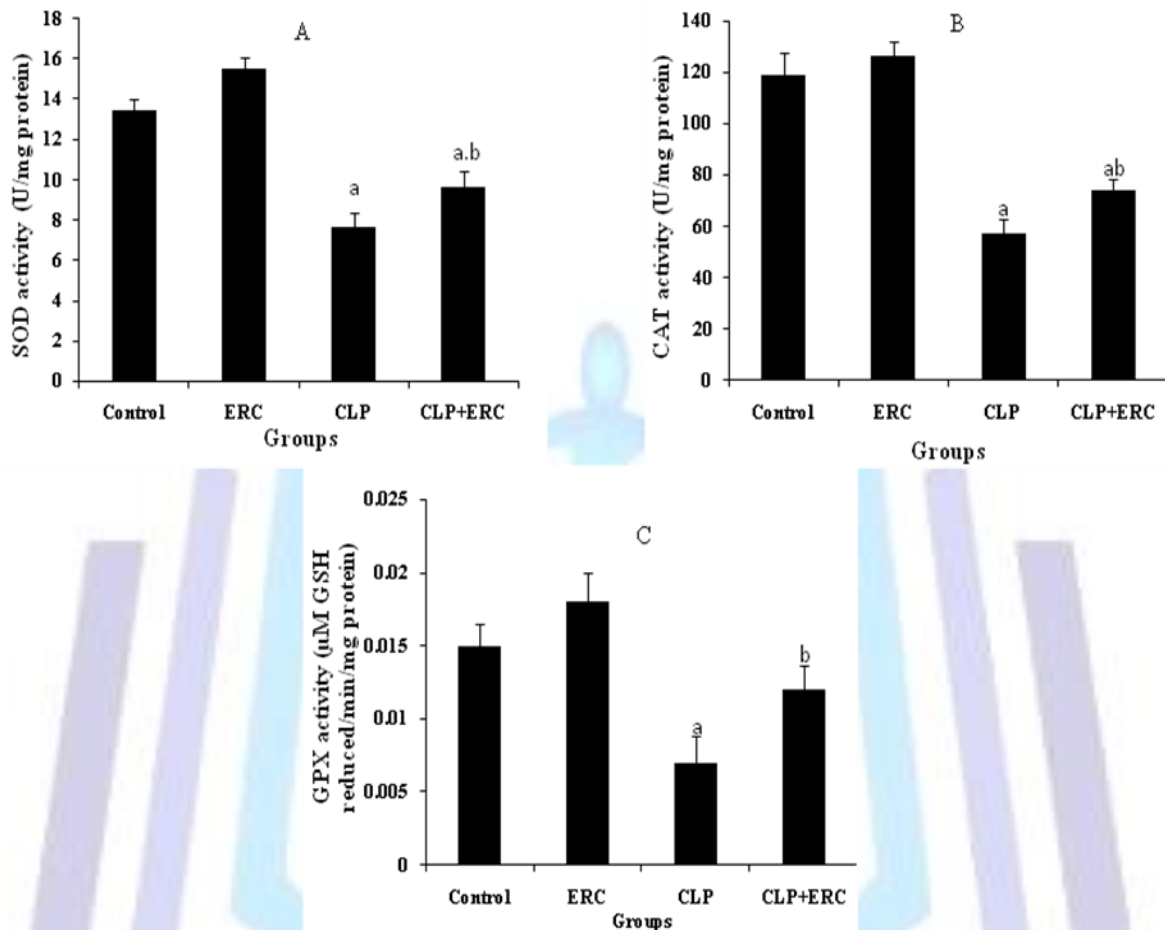 A
SOD activity (U/mg protein)
18
16
14
12
10
8
6
4
2
0
a
a.b
Control ERC CLP CLP+ERC
Groups
B
CAT activity (U/mg protein)
140
120
100
80
60
40
20
0
a
ab
Control ERC CLP CLP+ERC
Groups
C
GPX activity (µM GSH
reduced/min/mg protein)
0.025
0.02
0.015
0.01
0.005
0
a
b
Control ERC CLP CLP+ERC
Groups